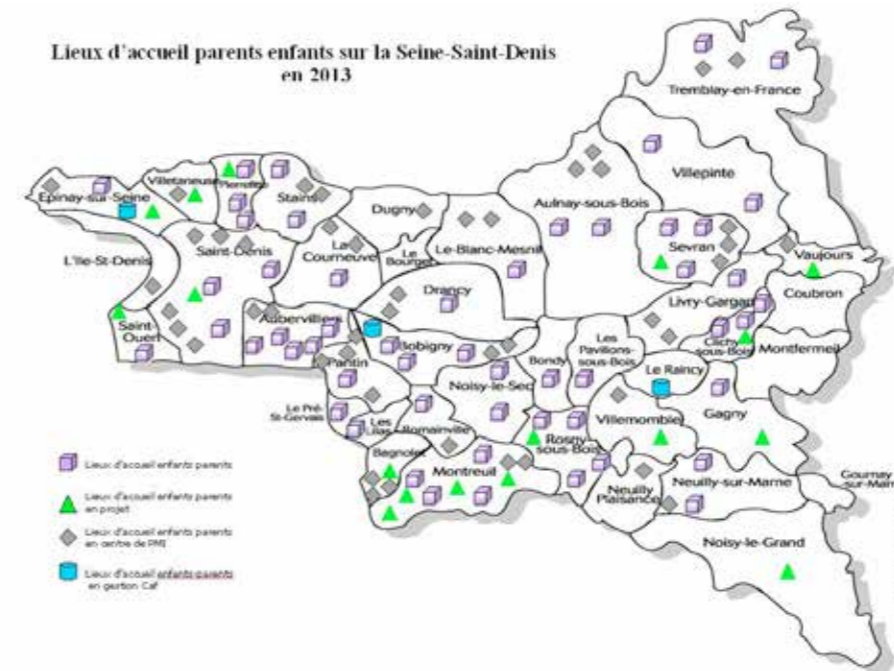 Lieux d'accueil parents enfants sur la Seine-Saint-Denis
en 2013
Tremblay-en-France
Villepinte
Epinay-sur-Seine
Villetaneuse
Pierrefitte
Stains
Dugny
Aulnay-sous-Bois
L'Ile-St-Denis
Saint-Denis
La
Courneuve
Le
Bourget
Le-Blanc-Mesnil
Sevran
Vaujours
Coubron
Drancy
Livry-Gargan
Saint-
Ouen
Aubervilliers
Bobigny
Pantin
Bondy
Les
Pavillons-
sous-Bois
Clichy
-sous-Bois
Montfermeil
Le Raincy
Noisy-le-Sec
Gagny
Le Pré-
St-Gervais
Les
Lilas
Romainville
Villemomble
Rosny
-sous-Bois
Bagnolet
Montreuil
Neuilly
Plaisance
Neuilly-sur-Marne
Gournay
-sur-Marn
Noisy-le-Grand
Lieux d'accueil enfants parents
Lieux d'accueil enfants parents
en projet
Lieux d'accueil enfants parents
en centre de PMI
Lieux d'accueil enfants parents
en gestion Caf